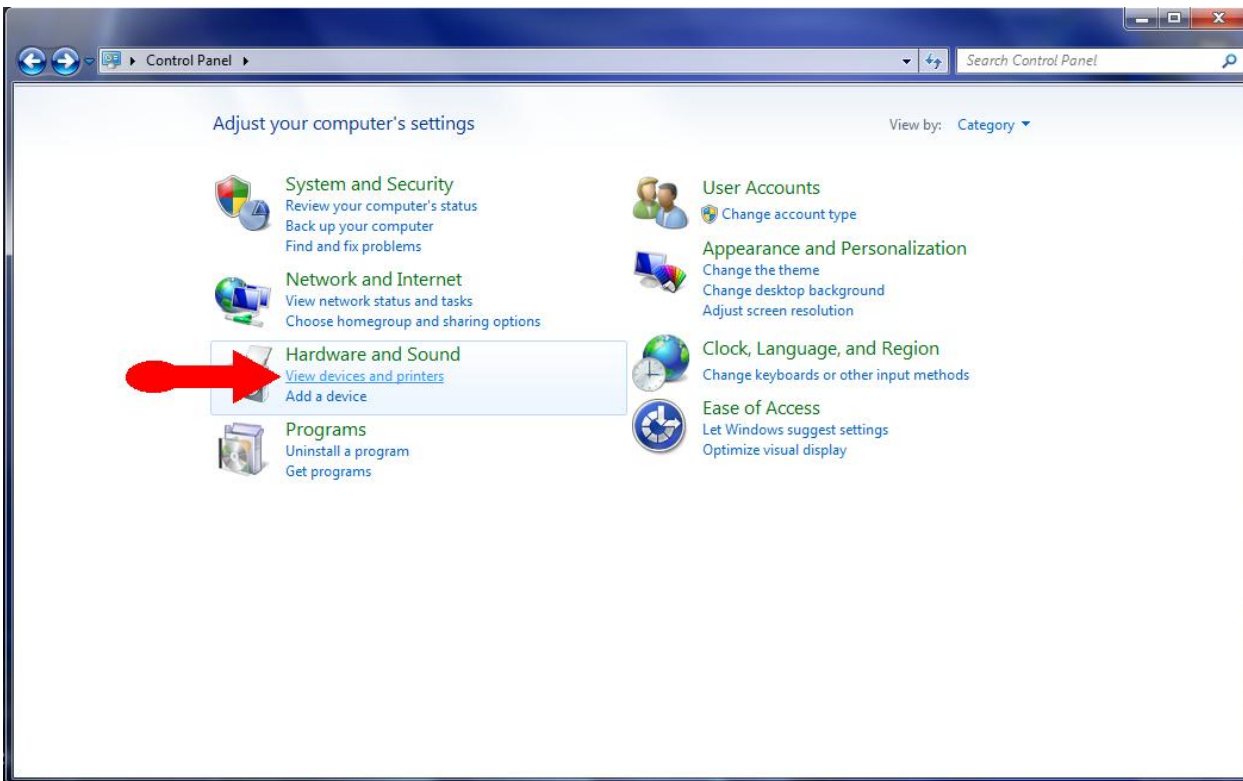 Control Panel
Search Control Panel
Adjust your computer's settings
View by: Category
System and Security
Review your computer's status
Back up your computer
Find and fix problems
Network and Internet
View network status and tasks
Choose homegroup and sharing options
Hardware and Sound
View devices and printers
Add a device
Programs
Uninstall a program
Get programs
User Accounts
Change account type
Appearance and Personalization
Change the theme
Change desktop background
Adjust screen resolution
Clock, Language, and Region
Change keyboards or other input methods
Ease of Access
Let Windows suggest settings
Optimize visual display